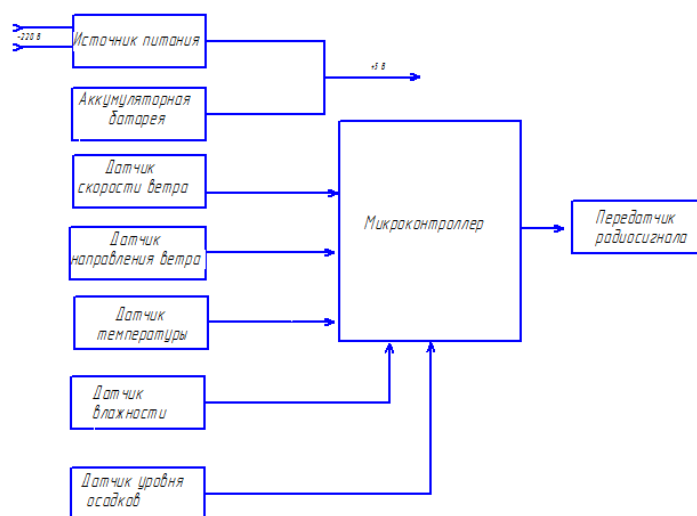 ~220 В
Источник питания
+3 В
Аккумуляторная
батарея
Датчик
скорости ветра
Микроконтроллер
Передатчик
радиосигнала
Датчик
направления ветра
Датчик
температуры
Датчик
влажности
Датчик уровня
осадков